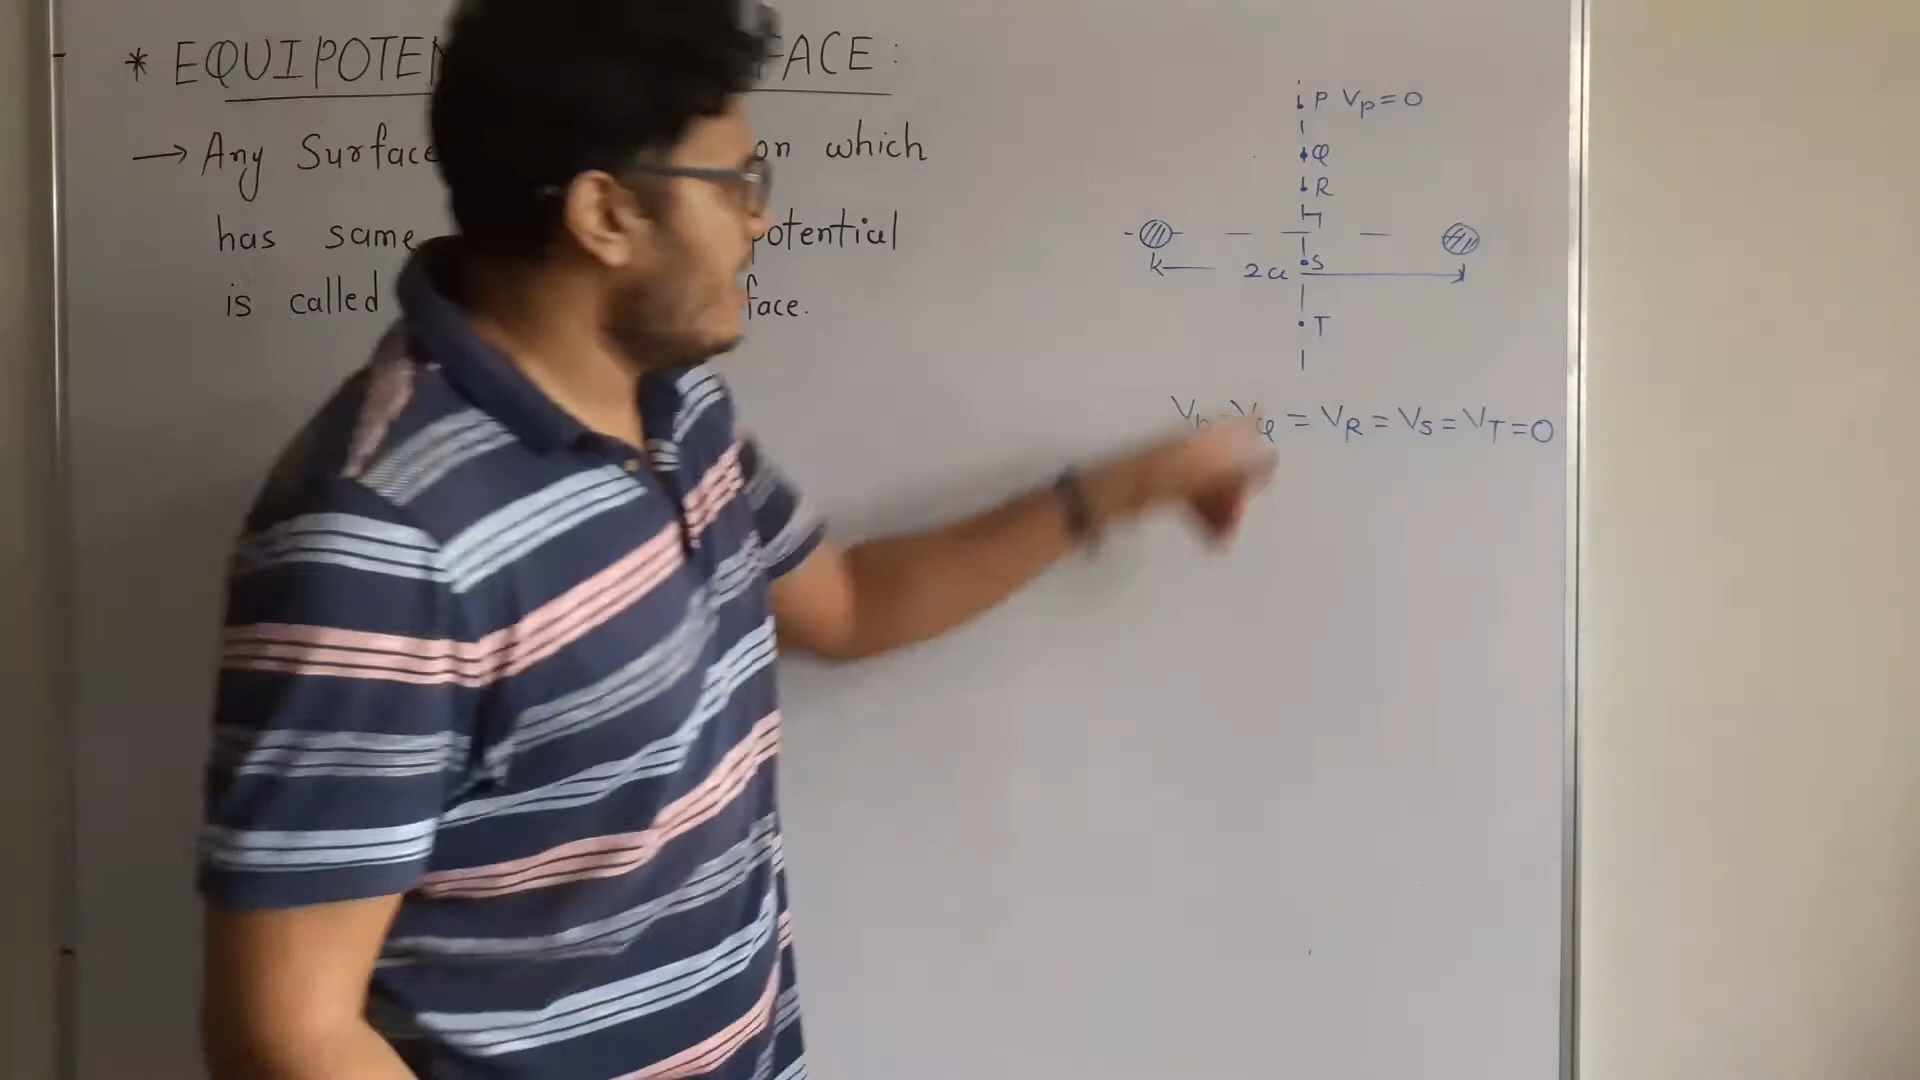 * EQUIPOTEN FACE :
→ Any Surface on which
has same potential
is called face.
P Vp = 0
Q
R
S
2a
T
= VR = VS = VT = 0